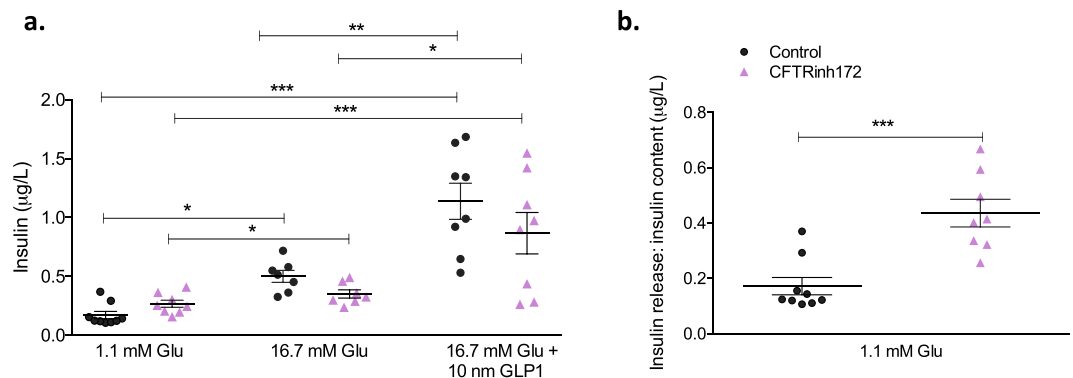 a.
**
*
***
***
*
*
Insulin (µg/L)
2.0
1.5
1.0
0.5
0.0
1.1 mM Glu
16.7 mM Glu
16.7 mM Glu +
10 nm GLP1
b.
Control
CFTRinh172
***
Insulin release: insulin content (µg/L)
0.8
0.6
0.4
0.2
0.0
1.1 mM Glu